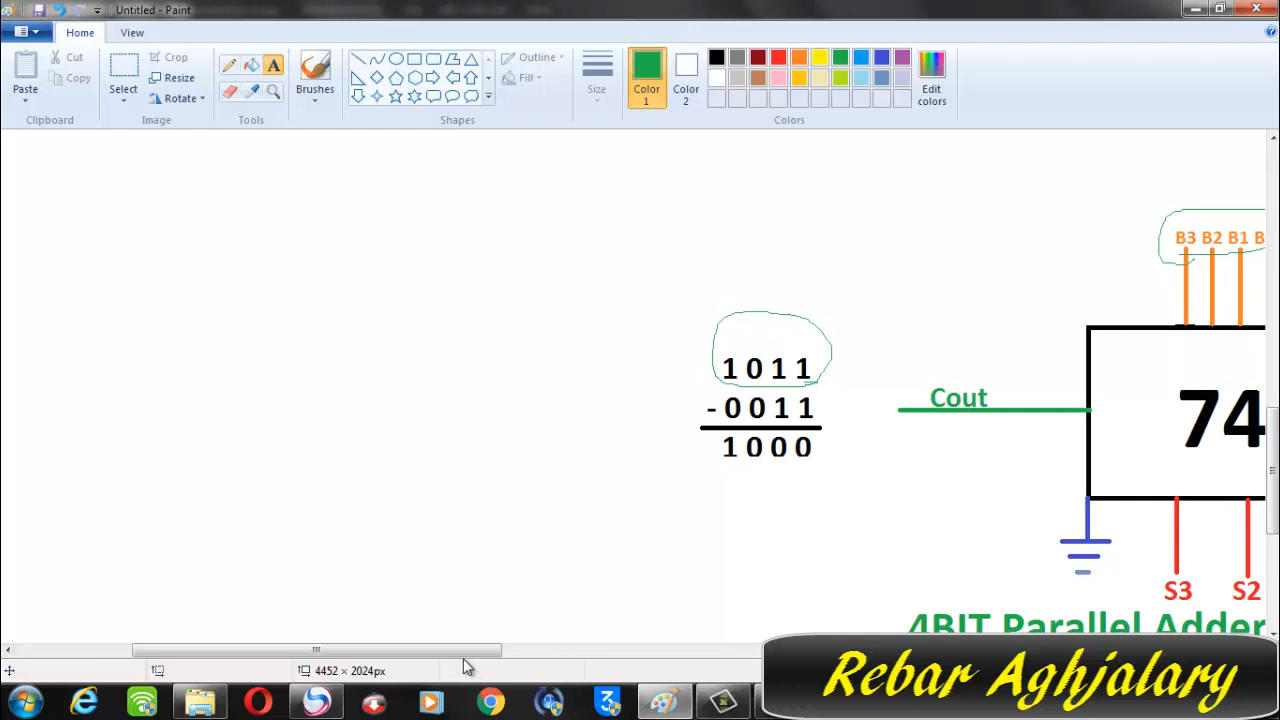 Untitled - Paint
Home View
Paste
Cut
Copy
Clipboard
Select
Crop
Resize
Rotate
Image
A
Tools
Brushes
Outline
Fill
Shapes
Size
Color 1
Color 2
Edit colors
Colors
B3 B2 B1 B
1 0 1 1
- 0 0 1 1
1 0 0 0
Cout
74
S3 S2
4BIT Parallel Adder
4452 × 2024px
Rebar Aghjalary